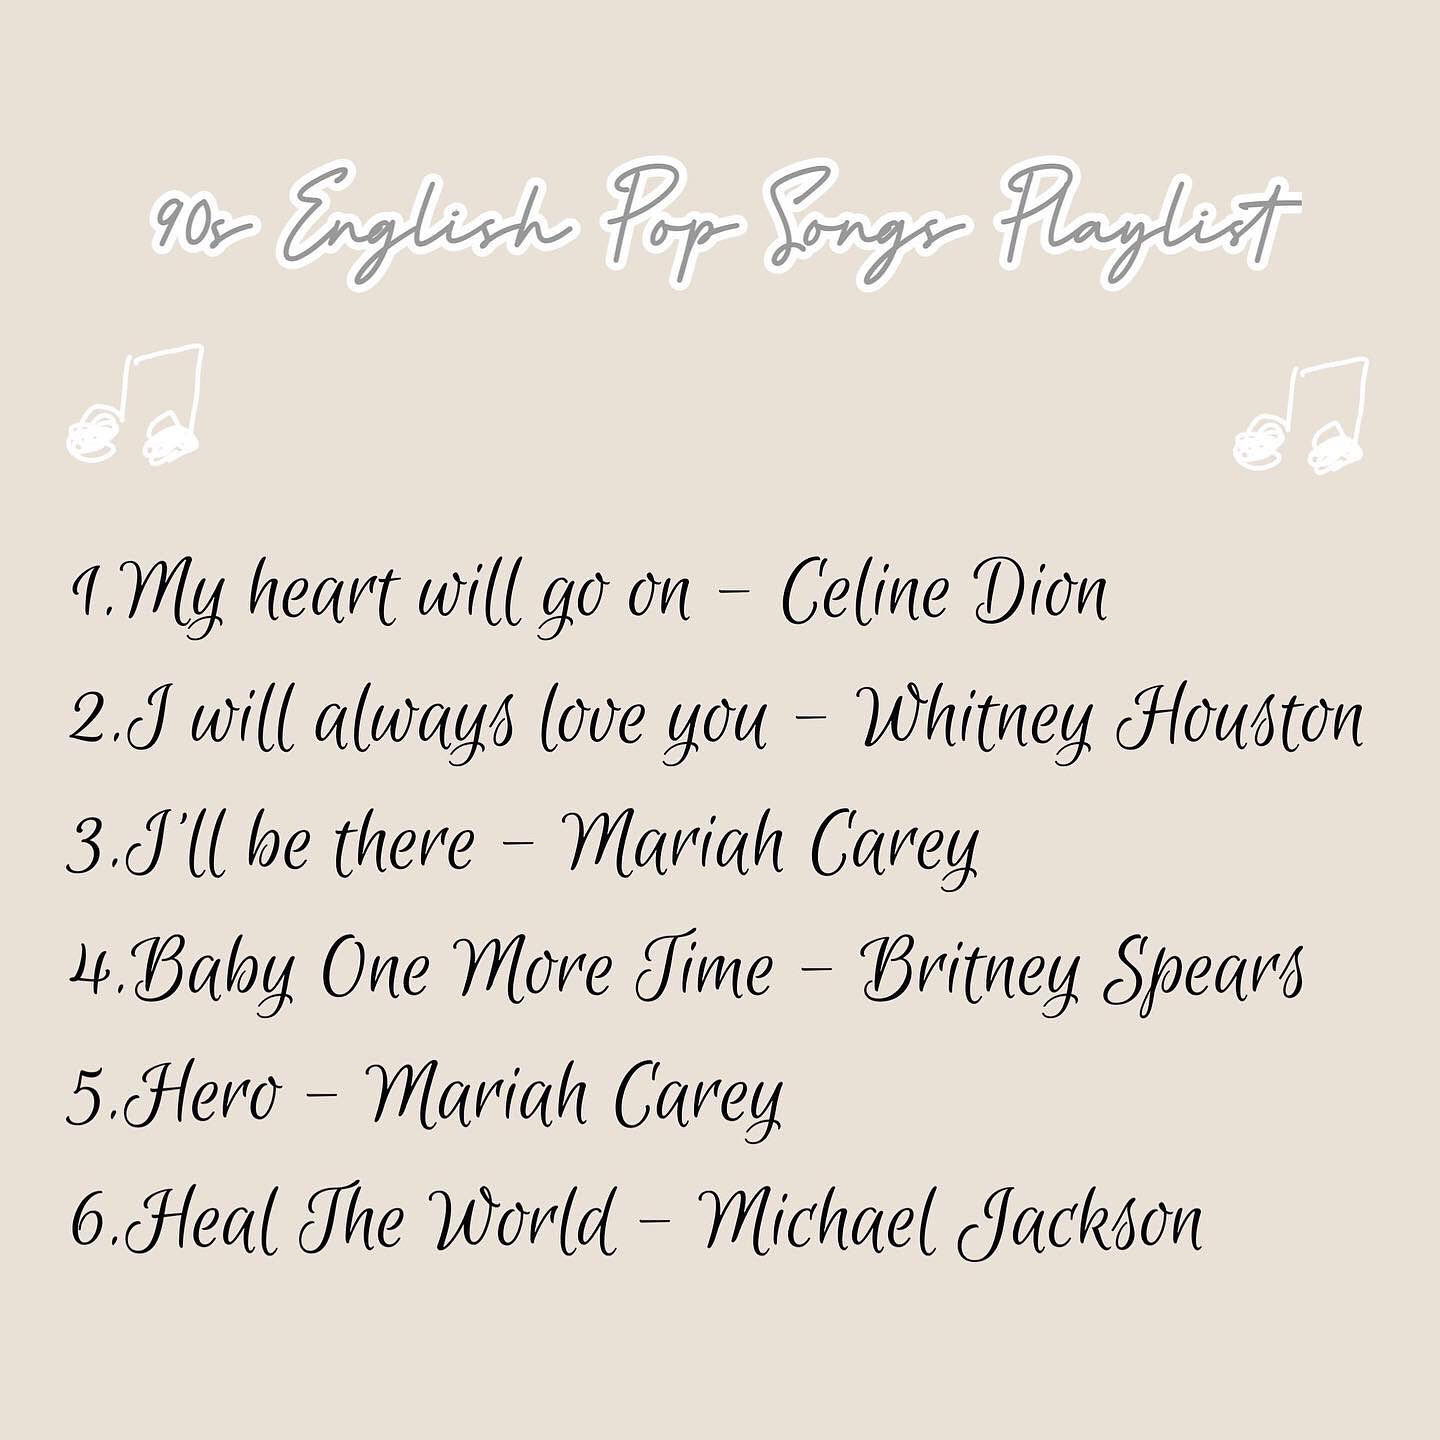 90s English Pop Songs Playlist
1.My heart will go on - Celine Dion
2.I will always love you - Whitney Houston
3.I'll be there - Mariah Carey
4.Baby One More Time - Britney Spears
5.Hero - Mariah Carey
6.Heal The World - Michael Jackson